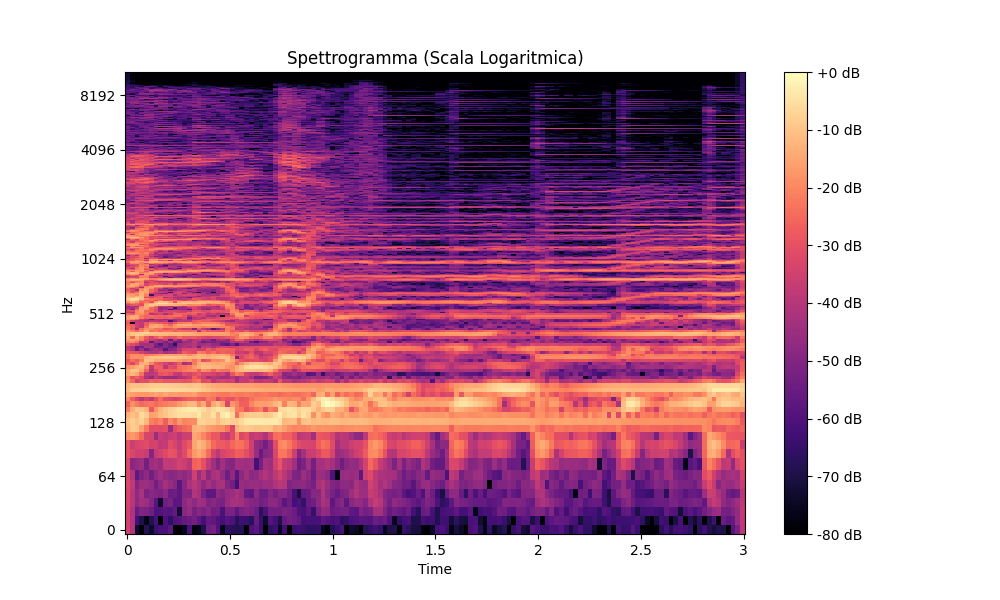 Spettrogramma (Scala Logaritmica)
Hz
8192
4096
2048
1024
512
256
128
64
0
0 0.5 1 1.5 2 2.5 3
Time
+0 dB
-10 dB
-20 dB
-30 dB
-40 dB
-50 dB
-60 dB
-70 dB
-80 dB